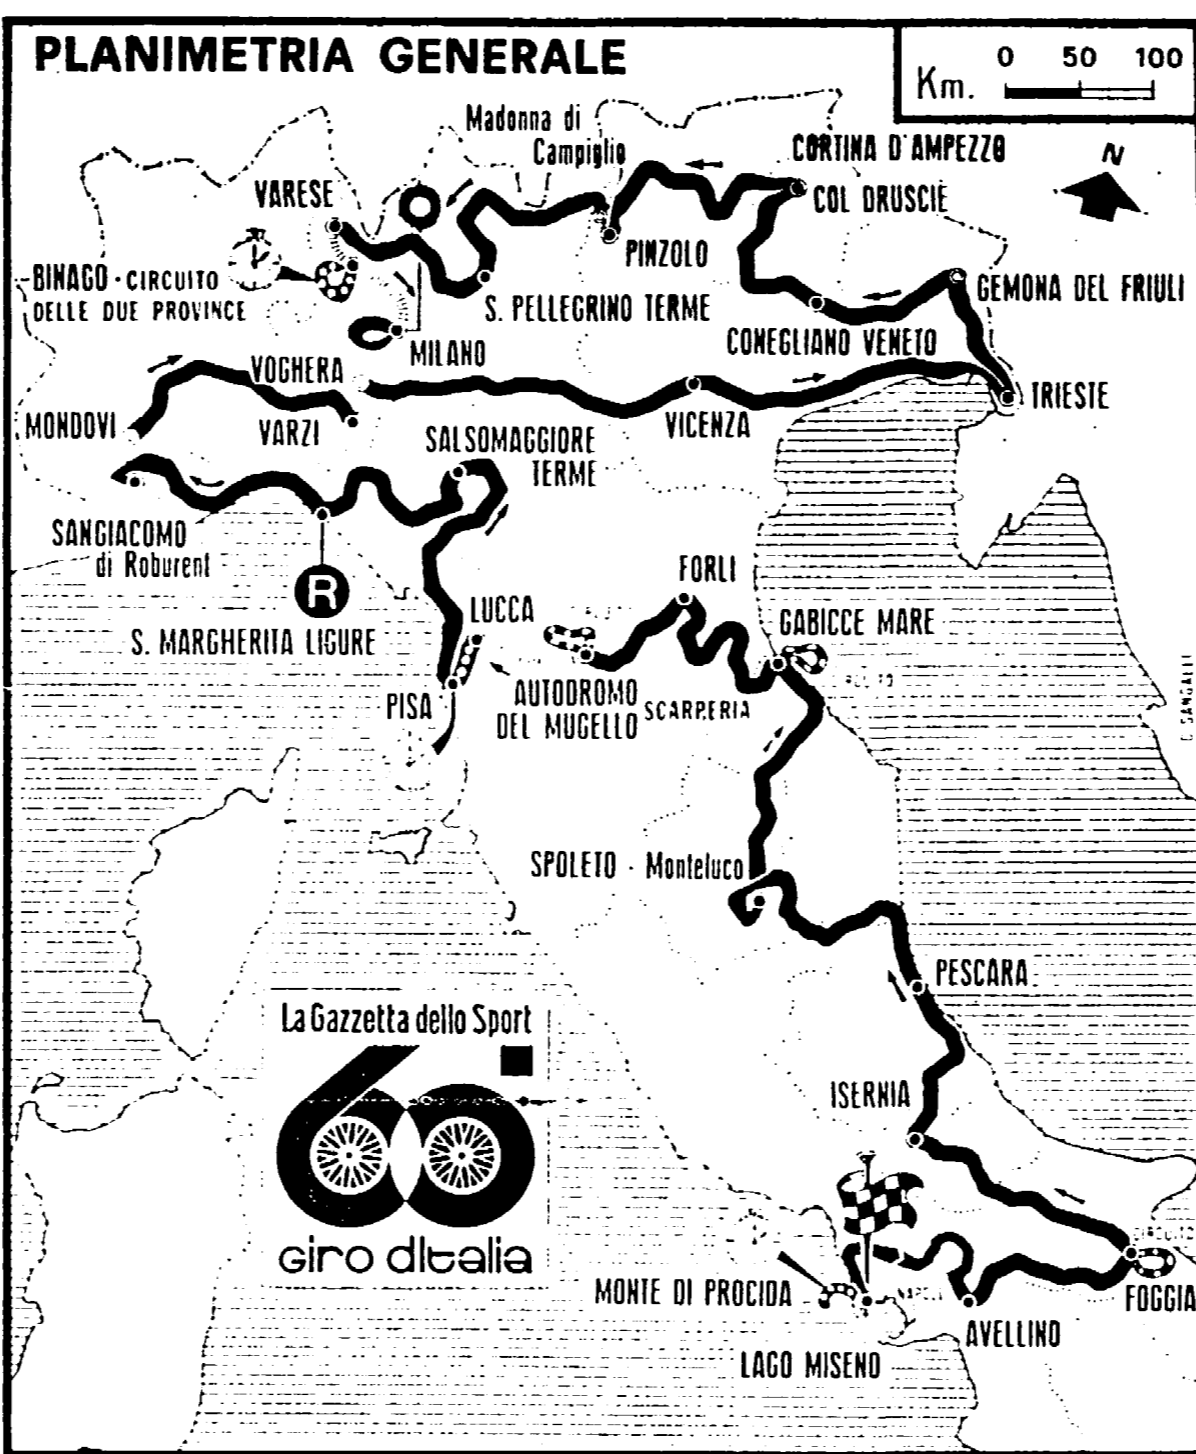 PLANIMETRIA GENERALE
Km.
0 50 100
N
Madonna di
Campiglio
CORTINA D'AMPEZZO
COL DRUSCIE
VARESE
PINZOLO
BINAGO - CIRCUITO
DELLE DUE PROVINCE
S. PELLEGRINO TERME
GEMONA DEL FRIULI
CONEGLIANO VENETO
MILANO
VOGHERA
TRIESTE
MONDOVI
VARZI
VICENZA
SALSOMAGGIORE
TERME
SANGIACOMO
di Roburent
R
S. MARGHERITA LIGURE
LUCCA
FORLI
GABICCE MARE
PISA
AUTODROMO
DEL MUGELLO
SCARPERIA
SPOLETO - Monteluco
PESCARA
La Gazzetta dello Sport
60
giro d'Italia
ISERNIA
CIRCUITO
FOGGIA
MONTE DI PROCIDA
NAPOLI
AVELLINO
LAGO MISENO